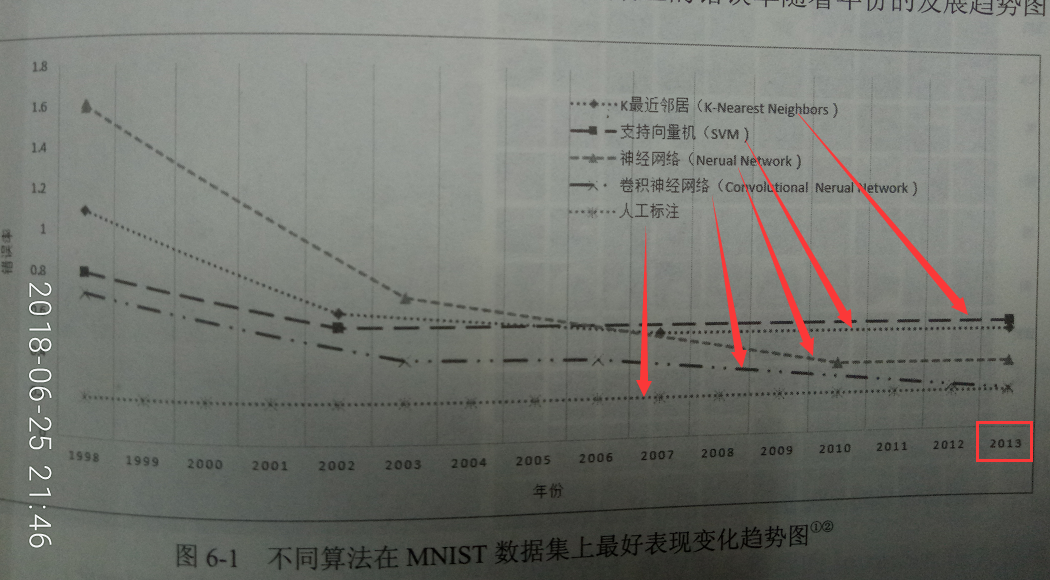 的错误率随着年份的发展趋势图
1.8
1.6
1.4
1.2
1
0.8
错误率
K最近邻居（K-Nearest Neighbors）
支持向量机（SVM）
神经网络（Nerual Network）
卷积神经网络（Convolutional Nerual Network）
人工标注
1998 1999 2000 2001 2002 2003 2004 2005 2006 2007 2008 2009 2010 2011 2012 2013
年份
图 6-1 不同算法在 MNIST 数据集上最好表现变化趋势图①②
2018-06-25 21:46